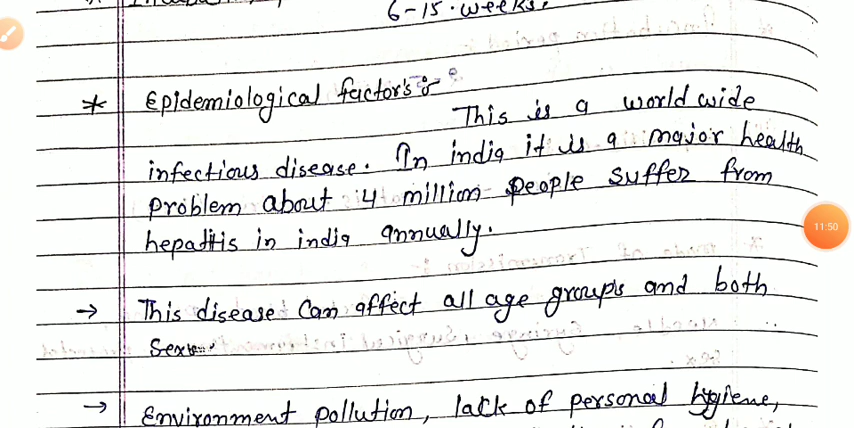 6-15. weeks.
* Epidemiological factors :-
This is a world wide
infectious disease. In india it is a major health
problem about 4 million people suffer from
hepatitis in india annually.
→ This disease can affect all age groups and both
sex
→ Environment pollution, lack of personal hygiene,
11:50